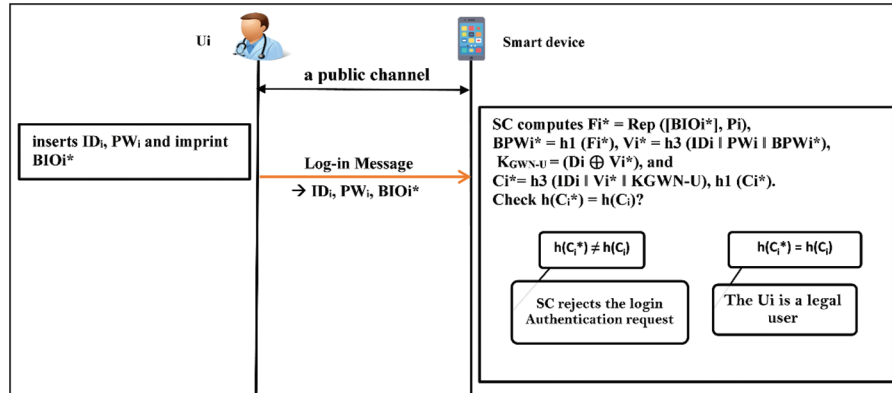 Ui
Smart device
a public channel
inserts IDi, PWi and imprint
BIOi*
Log-in Message
→ IDi, PWi, BIOi*
SC computes Fi* = Rep ([BIOi*], Pi),
BPWi* = h1 (Fi*), Vi* = h3 (IDi ‖ PWi ‖ BPWi*),
KGWN-U = (Di ⊕ Vi*), and
Ci*= h3 (IDi ‖ Vi* ‖ KGWN-U), h1 (Ci*).
Check h(Ci*) = h(Ci)?
h(Ci*) ≠ h(Ci)
h(Ci*) = h(Ci)
SC rejects the login
Authentication request
The Ui is a legal
user